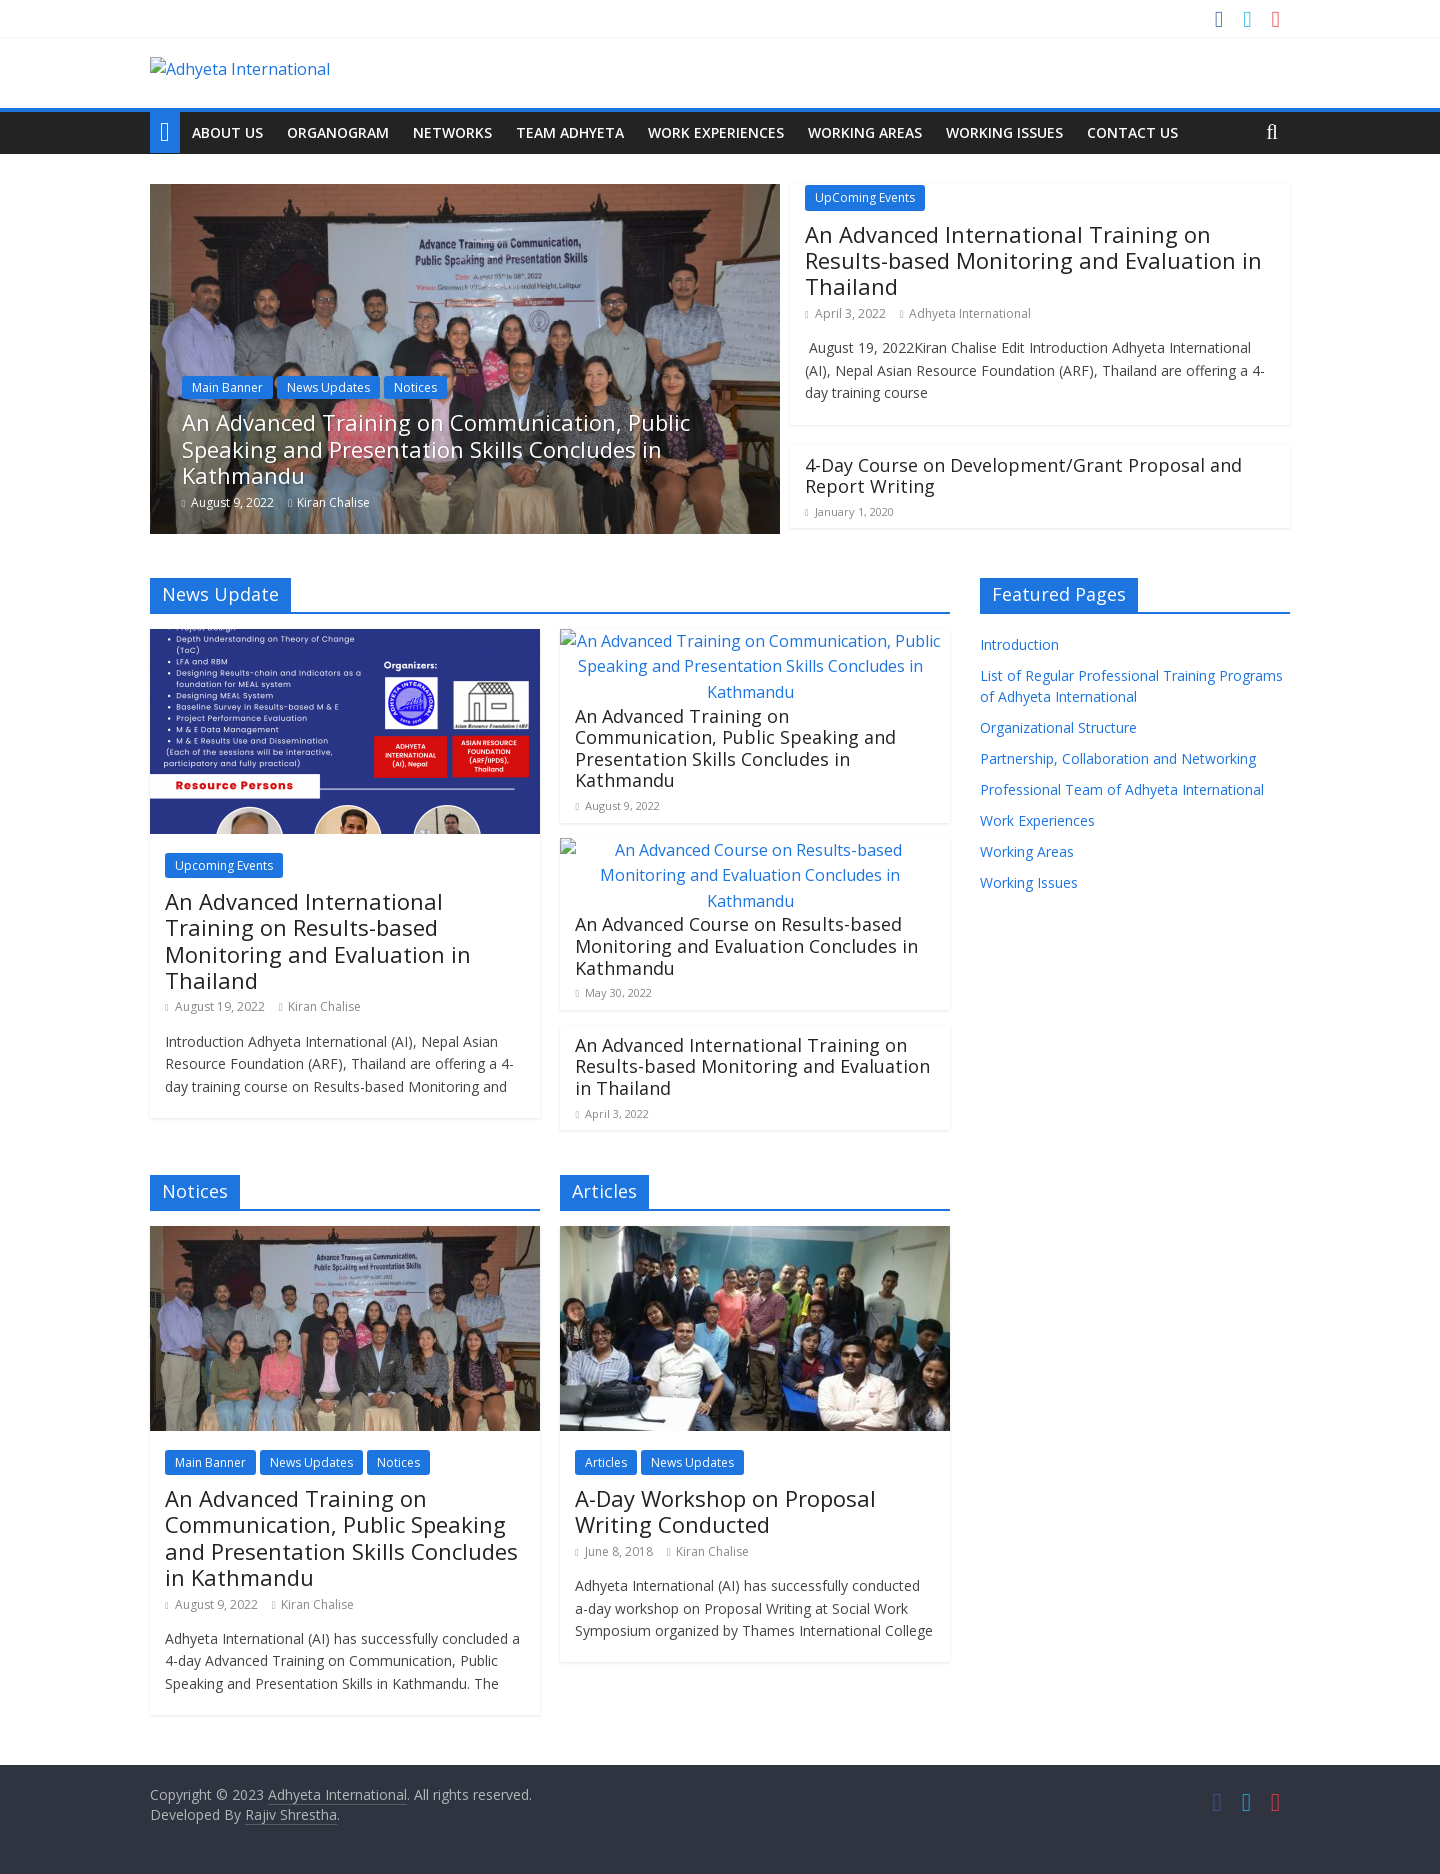 Adhyeta International
ABOUT US
ORGANOGRAM
NETWORKS
TEAM ADHYETA
WORK EXPERIENCES
WORKING AREAS
WORKING ISSUES
CONTACT US
Advance Training on Communication,
Public Speaking and Presentation Skills
Main Banner
News Updates
Notices
An Advanced Training on Communication, Public
Speaking and Presentation Skills Concludes in
Kathmandu
August 9, 2022 Kiran Chalise
UpComing Events
An Advanced International Training on
Results-based Monitoring and Evaluation in
Thailand
April 3, 2022 Adhyeta International
August 19, 2022Kiran Chalise Edit Introduction Adhyeta International
(AI), Nepal Asian Resource Foundation (ARF), Thailand are offering a 4-
day training course
4-Day Course on Development/Grant Proposal and
Report Writing
January 1, 2020
News Update
• Depth Understanding on Theory of Change
(ToC)
• LFA and RBM
• Designing Results-chain and Indicators as a
foundation for MEAL system
• Designing MEAL System
• Baseline Survey in Results-based M & E
• Project Performance Evaluation
• M & E Data Management
• M & E Results Use and Dissemination
(Each of the sessions will be interactive,
participatory and fully practical)
Organizers:
ADHYETA
INTERNATIONAL
(AI), Nepal
ASIAN RESOURCE
FOUNDATION
(ARF/IIPDS),
Thailand
Resource Persons
Upcoming Events
An Advanced International
Training on Results-based
Monitoring and Evaluation in
Thailand
August 19, 2022 Kiran Chalise
Introduction Adhyeta International (AI), Nepal Asian
Resource Foundation (ARF), Thailand are offering a 4-
day training course on Results-based Monitoring and
An Advanced Training on Communication, Public
Speaking and Presentation Skills Concludes in
Kathmandu
An Advanced Training on
Communication, Public Speaking and
Presentation Skills Concludes in
Kathmandu
August 9, 2022
An Advanced Course on Results-based
Monitoring and Evaluation Concludes in
Kathmandu
An Advanced Course on Results-based
Monitoring and Evaluation Concludes in
Kathmandu
May 30, 2022
An Advanced International Training on
Results-based Monitoring and Evaluation
in Thailand
April 3, 2022
Featured Pages
Introduction
List of Regular Professional Training Programs
of Adhyeta International
Organizational Structure
Partnership, Collaboration and Networking
Professional Team of Adhyeta International
Work Experiences
Working Areas
Working Issues
Notices
Advance Training on Communication,
Public Speaking and Presentation Skills
Main Banner
News Updates
Notices
An Advanced Training on
Communication, Public Speaking
and Presentation Skills Concludes
in Kathmandu
August 9, 2022 Kiran Chalise
Adhyeta International (AI) has successfully concluded a
4-day Advanced Training on Communication, Public
Speaking and Presentation Skills in Kathmandu. The
Articles
Articles
News Updates
A-Day Workshop on Proposal
Writing Conducted
June 8, 2018 Kiran Chalise
Adhyeta International (AI) has successfully conducted
a-day workshop on Proposal Writing at Social Work
Symposium organized by Thames International College
Copyright © 2023 Adhyeta International. All rights reserved.
Developed By Rajiv Shrestha.